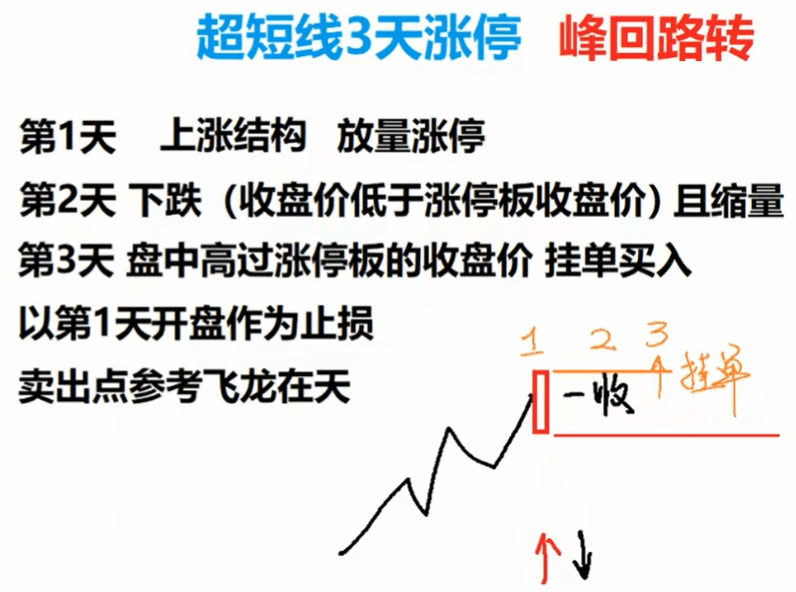 超短线3天涨停 峰回路转
第1天 上涨结构 放量涨停
第2天 下跌（收盘价低于涨停板收盘价）且缩量
第3天 盘中高过涨停板的收盘价 挂单买入
以第1天开盘作为止损
1 2 3
卖出点参考飞龙在天
挂单
一收